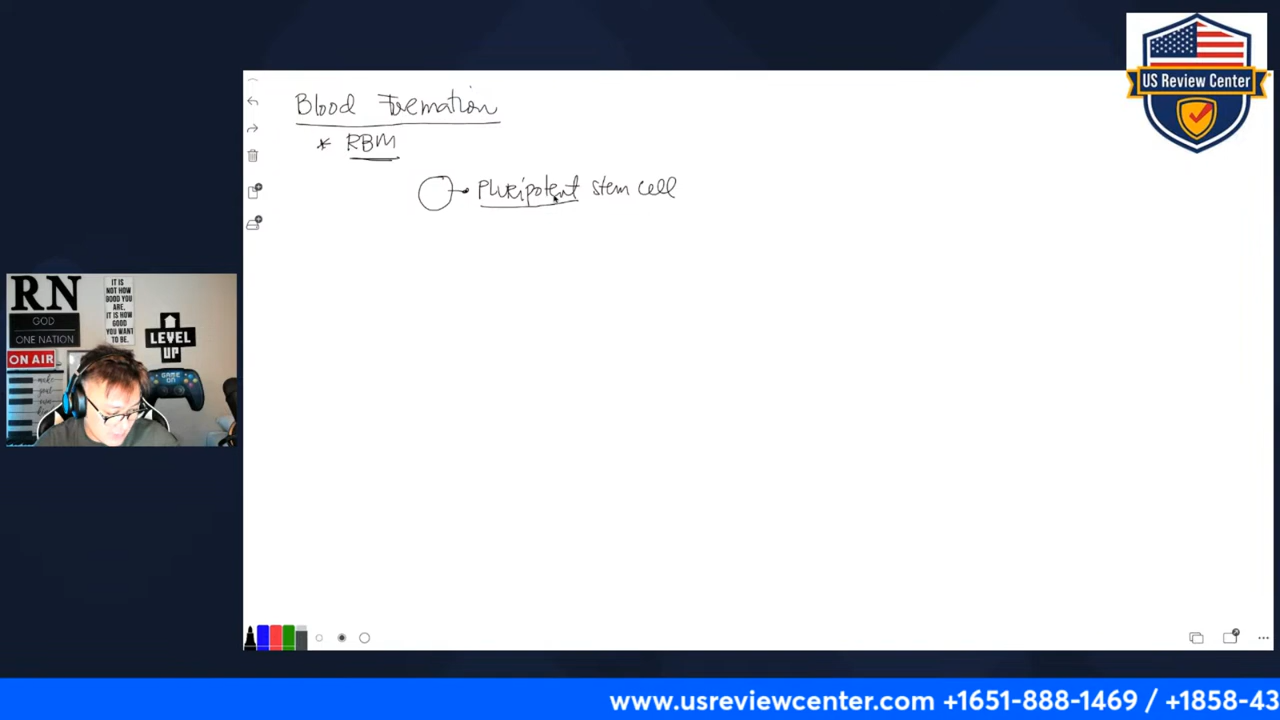 US Review Center
Blood Formation
* RBM
Pluripotent stem cell
RN
GOD
ONE NATION
ON AIR
IT IS
NOT HOW
GOOD YOU
ARE,
IT IS HOW
GOOD
YOU WANT
TO BE.
LEVEL
UP
GAME
ON
www.usreviewcenter.com +1651-888-1469 / +1858-43